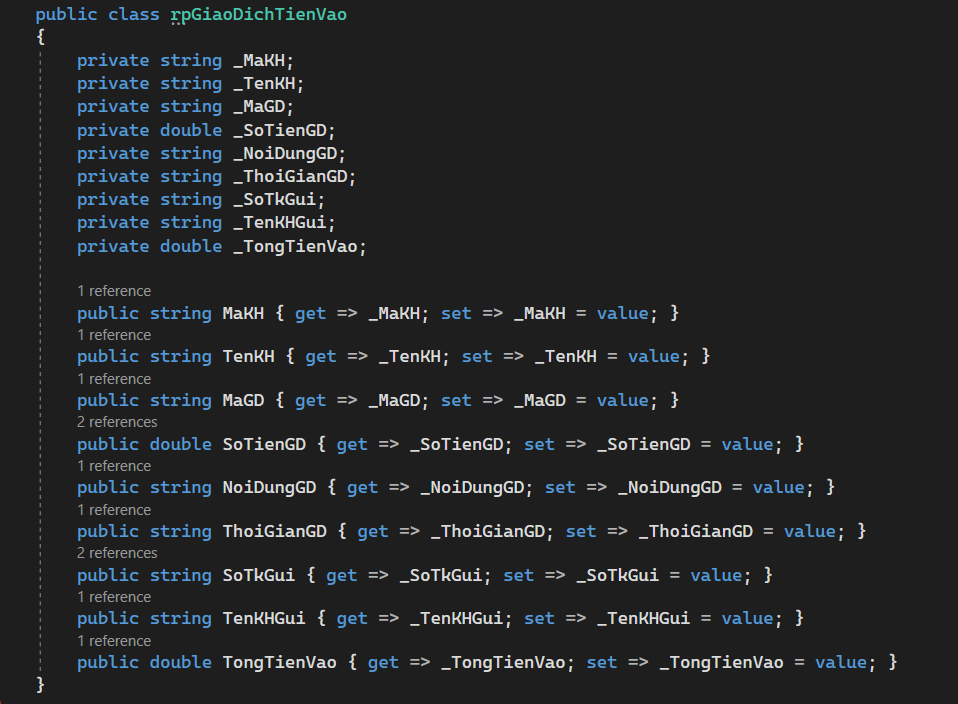 public class rpGiaoDichTienVao
{
private string _MaKH;
private string _TenKH;
private string _MaGD;
private double _SoTienGD;
private string _NoiDungGD;
private string _ThoiGianGD;
private string _SoTkGui;
private string _TenKHGui;
private double _TongTienVao;
1 reference
public string MaKH { get => _MaKH; set => _MaKH = value; }
1 reference
public string TenKH { get => _TenKH; set => _TenKH = value; }
1 reference
public string MaGD { get => _MaGD; set => _MaGD = value; }
2 references
public double SoTienGD { get => _SoTienGD; set => _SoTienGD = value; }
1 reference
public string NoiDungGD { get => _NoiDungGD; set => _NoiDungGD = value; }
1 reference
public string ThoiGianGD { get => _ThoiGianGD; set => _ThoiGianGD = value; }
2 references
public string SoTkGui { get => _SoTkGui; set => _SoTkGui = value; }
1 reference
public string TenKHGui { get => _TenKHGui; set => _TenKHGui = value; }
1 reference
public double TongTienVao { get => _TongTienVao; set => _TongTienVao = value; }
}